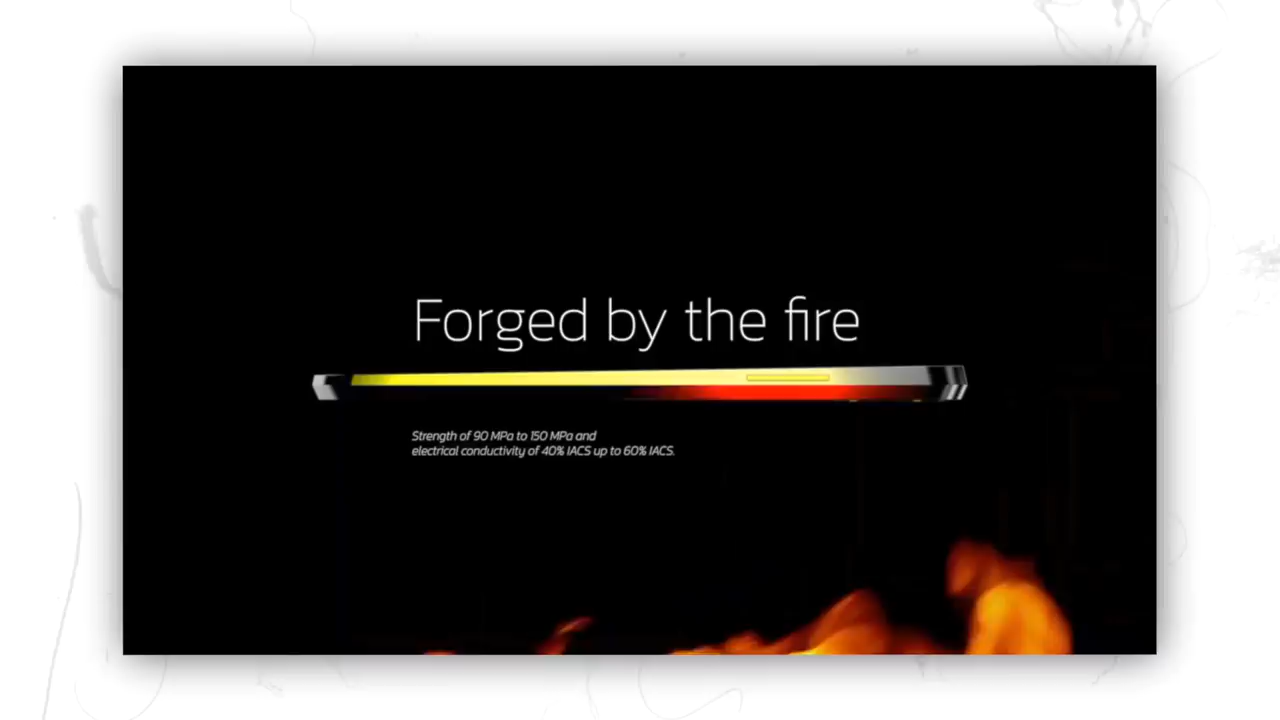 Forged by the fire
Strength of 90 MPa to 150 MPa and
electrical conductivity of 40% IACS up to 60% IACS.